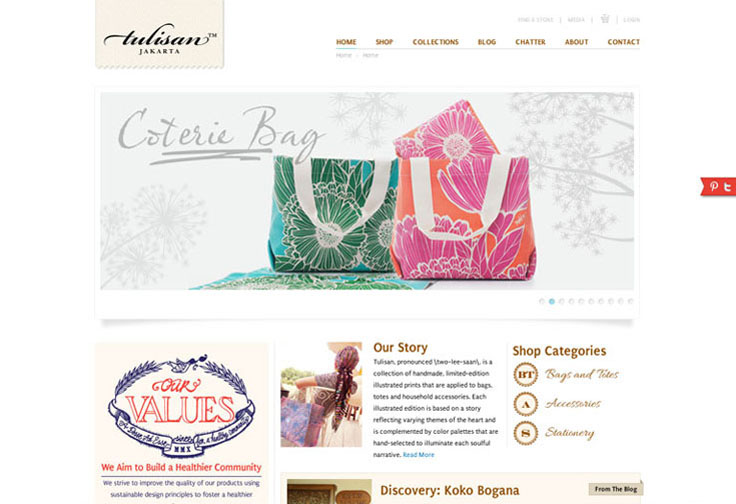 tulisan™
JAKARTA
FIND A STORE | MEDIA | | LOGIN
HOME SHOP COLLECTIONS BLOG CHATTER ABOUT CONTACT
Home › Home
Coterie Bag
OUR
VALUES
MMX
We Aim to Build a Healthier Community
We strive to improve the quality of our products using
sustainable design principles to foster a healthier
Our Story
Tulisan, pronounced \two-lee-saan\, is a
collection of handmade, limited-edition
illustrated prints that are applied to bags,
totes and household accessories. Each
illustrated edition is based on a story
reflecting varying themes of the heart and
is complemented by color palettes that are
hand-selected to illuminate each soulful
narrative. Read More
Shop Categories
BT Bags and Totes
A Accessories
S Stationery
From The Blog
Discovery: Koko Bogana